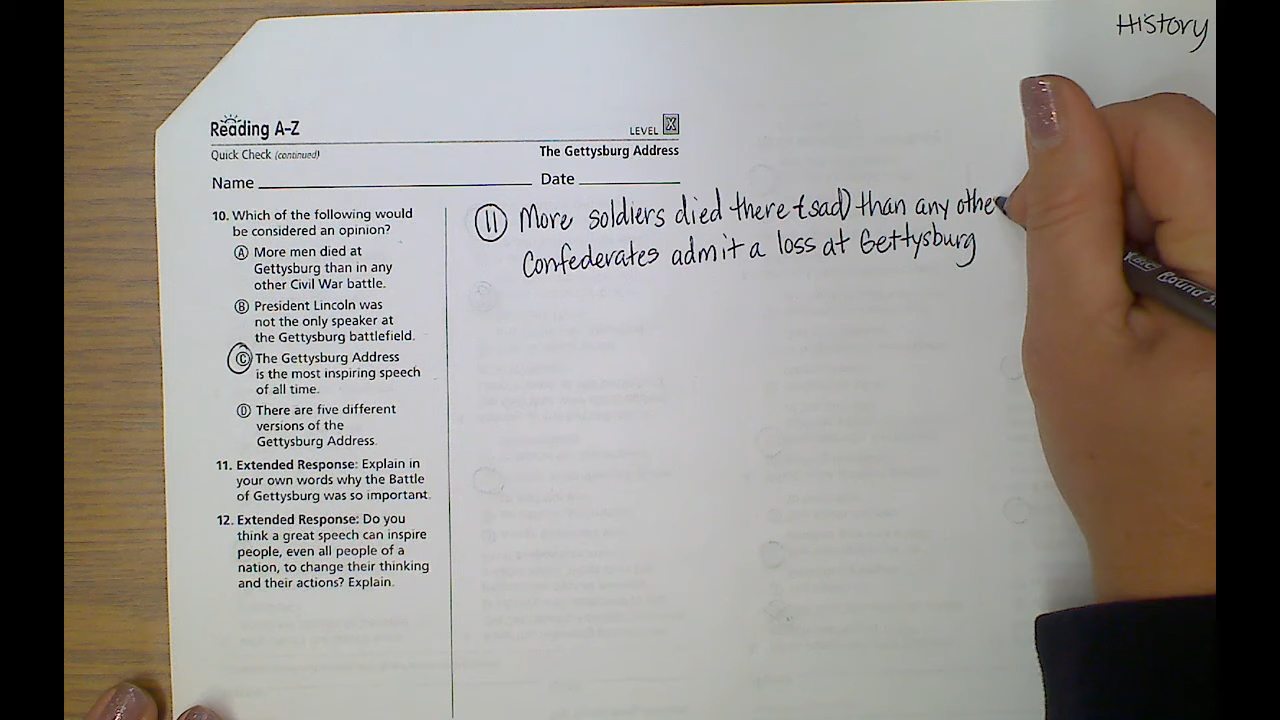 History
Reading A-Z
LEVEL X
Quick Check (continued)
The Gettysburg Address
Name
Date
10. Which of the following would
be considered an opinion?
Ⓐ More men died at
Gettysburg than in any
other Civil War battle.
Ⓑ President Lincoln was
not the only speaker at
the Gettysburg battlefield.
Ⓒ The Gettysburg Address
is the most inspiring speech
of all time.
Ⓓ There are five different
versions of the
Gettysburg Address.
11. Extended Response: Explain in
your own words why the Battle
of Gettysburg was so important.
12. Extended Response: Do you
think a great speech can inspire
people, even all people of a
nation, to change their thinking
and their actions? Explain.
11 More soldiers died there (sad) than any othe
Confederates admit a loss at Gettysburg